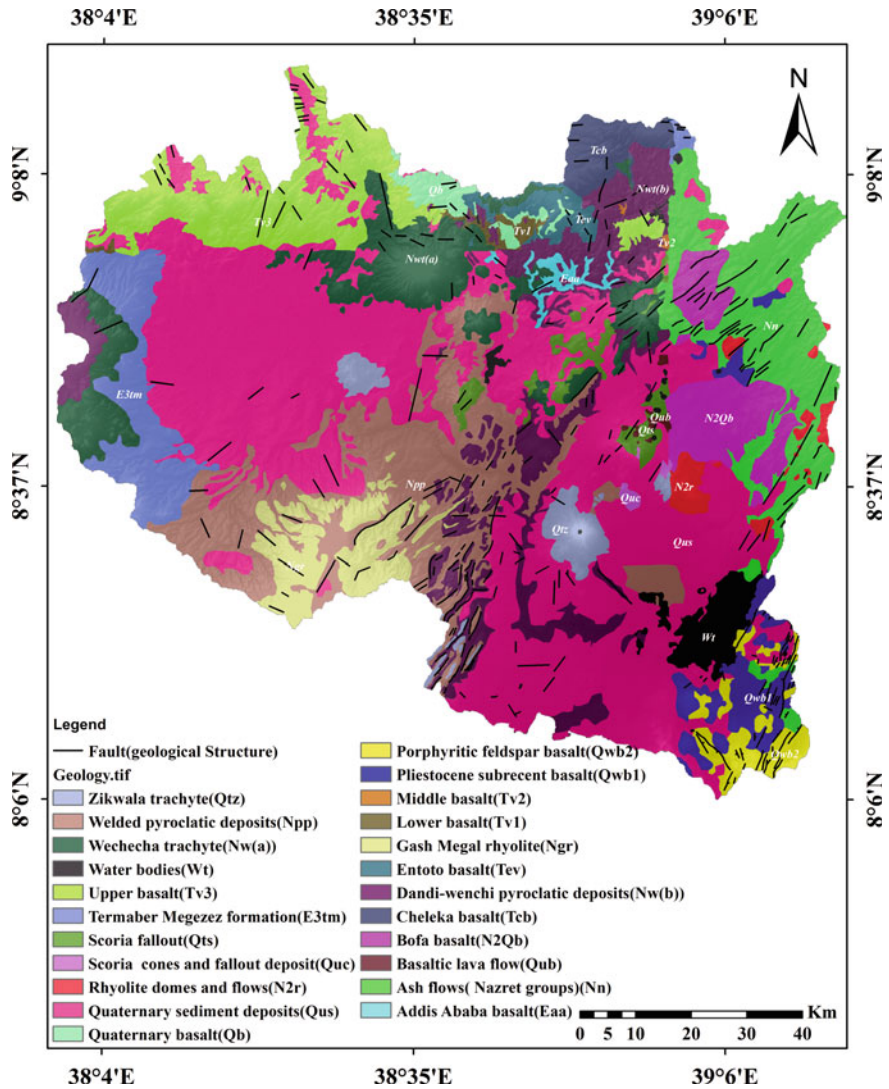 38°4'E 38°35'E 39°6'E
N
9°8'N 9°8'N
Tcb
Qb
Nwt(b)
Tv3
Tv1
Tev
Tv2
Nwt(a)
Eaa
Nn
E3tm
N2Qb
Qub
Qts
8°37'N 8°37'N
Npp
N2r
Quc
Qtz
Qus
Ngr
Wt
Qwb1
Qwb2
8°6'N 8°6'N
Legend
Fault(geological Structure)
Geology.tif
Zikwala trachyte(Qtz)
Welded pyroclatic deposits(Npp)
Wechecha trachyte(Nw(a))
Water bodies(Wt)
Upper basalt(Tv3)
Termaber Megezez formation(E3tm)
Scoria fallout(Qts)
Scoria cones and fallout deposit(Quc)
Rhyolite domes and flows(N2r)
Quaternary sediment deposits(Qus)
Quaternary basalt(Qb)
Porphyritic feldspar basalt(Qwb2)
Pliestocene subrecent basalt(Qwb1)
Middle basalt(Tv2)
Lower basalt(Tv1)
Gash Megal rhyolite(Ngr)
Entoto basalt(Tev)
Dandi-wenchi pyroclatic deposits(Nw(b))
Cheleka basalt(Tcb)
Bofa basalt(N2Qb)
Basaltic lava flow(Qub)
Ash flows( Nazret groups)(Nn)
Addis Ababa basalt(Eaa)
Km
0 5 10 20 30 40
38°4'E 38°35'E 39°6'E